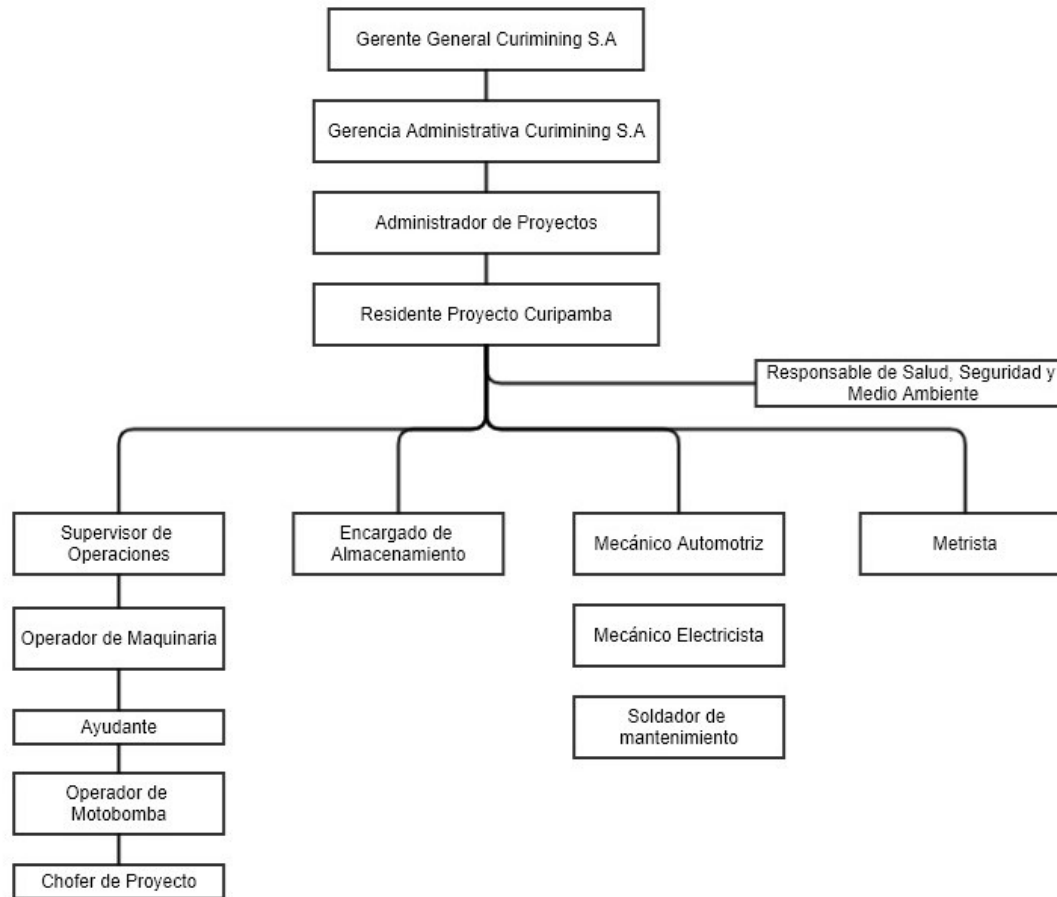 Gerente General Curimining S.A
Gerencia Administrativa Curimining S.A
Administrador de Proyectos
Residente Proyecto Curipamba
Responsable de Salud, Seguridad y
Medio Ambiente
Supervisor de
Operaciones
Encargado de
Almacenamiento
Mecánico Automotriz
Metrista
Operador de Maquinaria
Mecánico Electricista
Ayudante
Soldador de
mantenimiento
Operador de
Motobomba
Chofer de Proyecto